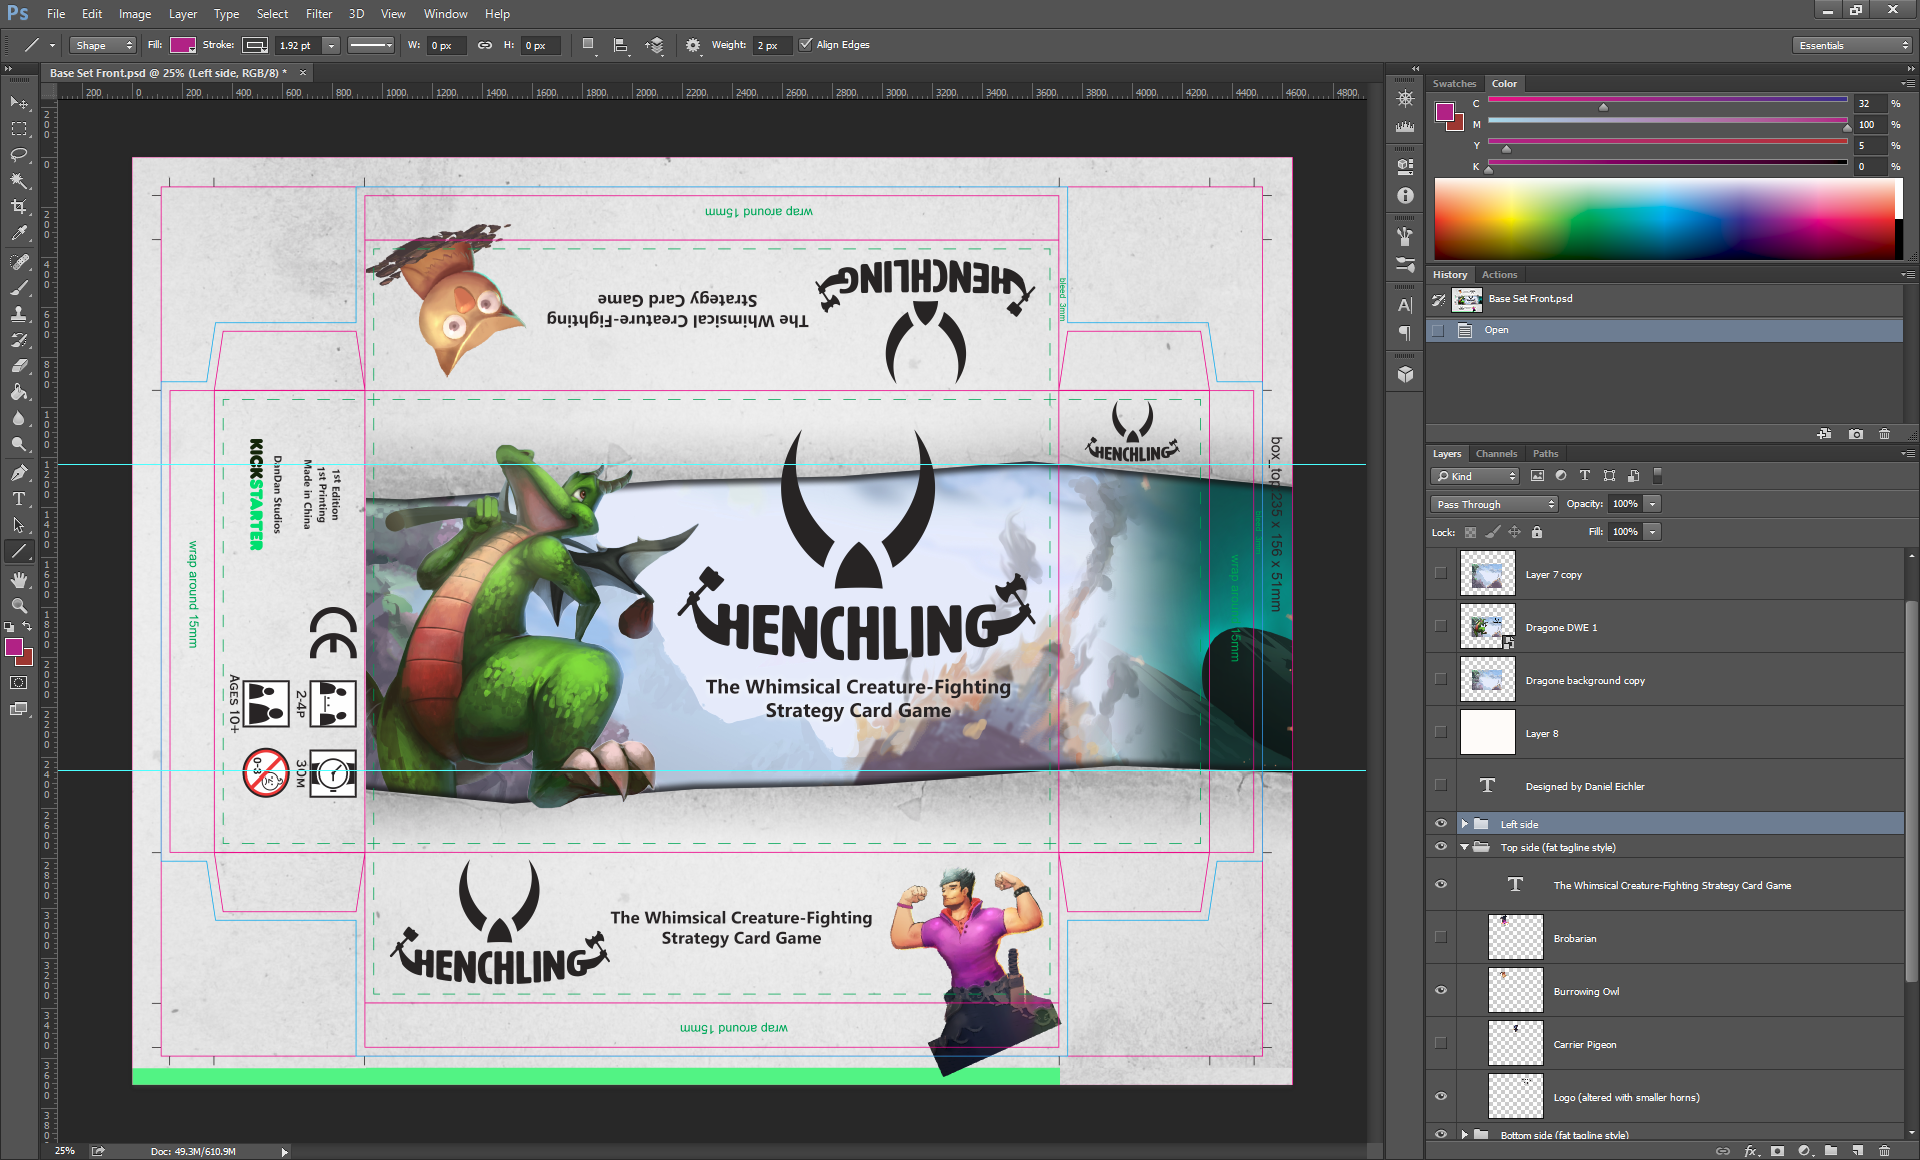 Ps File Edit Image Layer Type Select Filter 3D View Window Help
Shape Fill: Stroke: 1.92 pt W: 0 px H: 0 px Weight: 2 px Align Edges Essentials
Base Set Front.psd @ 25% (Left side, RGB/8) * ×
200 0 200 400 600 800 1000 1200 1400 1600 1800 2000 2200 2400 2600 2800 3000 3200 3400 3600 3800 4000 4200 4400 4600 4800
wrap around 15mm
HENCHLING
The Whimsical Creature-Fighting
Strategy Card Game
bleed 3mm
KICKSTARTER
DanDan Studios
1st Edition
1st Printing
Made in China
wrap around 15mm
CE
AGES 10+
2-4P
0-3
30M
HENCHLING
The Whimsical Creature-Fighting
Strategy Card Game
HENCHLING
box_top 235 x 156 x 51mm
bleed 3mm
wrap around 15mm
HENCHLING
The Whimsical Creature-Fighting
Strategy Card Game
wrap around 15mm
25% Doc: 49.3M/610.9M
Swatches Color
C 32 %
M 100 %
Y 5 %
K 0 %
History Actions
Base Set Front.psd
Open
Layers Channels Paths
Kind
Pass Through Opacity: 100%
Lock: Fill: 100%
Layer 7 copy
Dragone DWE 1
Dragone background copy
Layer 8
T Designed by Daniel Eichler
Left side
Top side (fat tagline style)
T The Whimsical Creature-Fighting Strategy Card Game
Brobarian
Burrowing Owl
Carrier Pigeon
Logo (altered with smaller horns)
Bottom side (fat tagline style)
fx